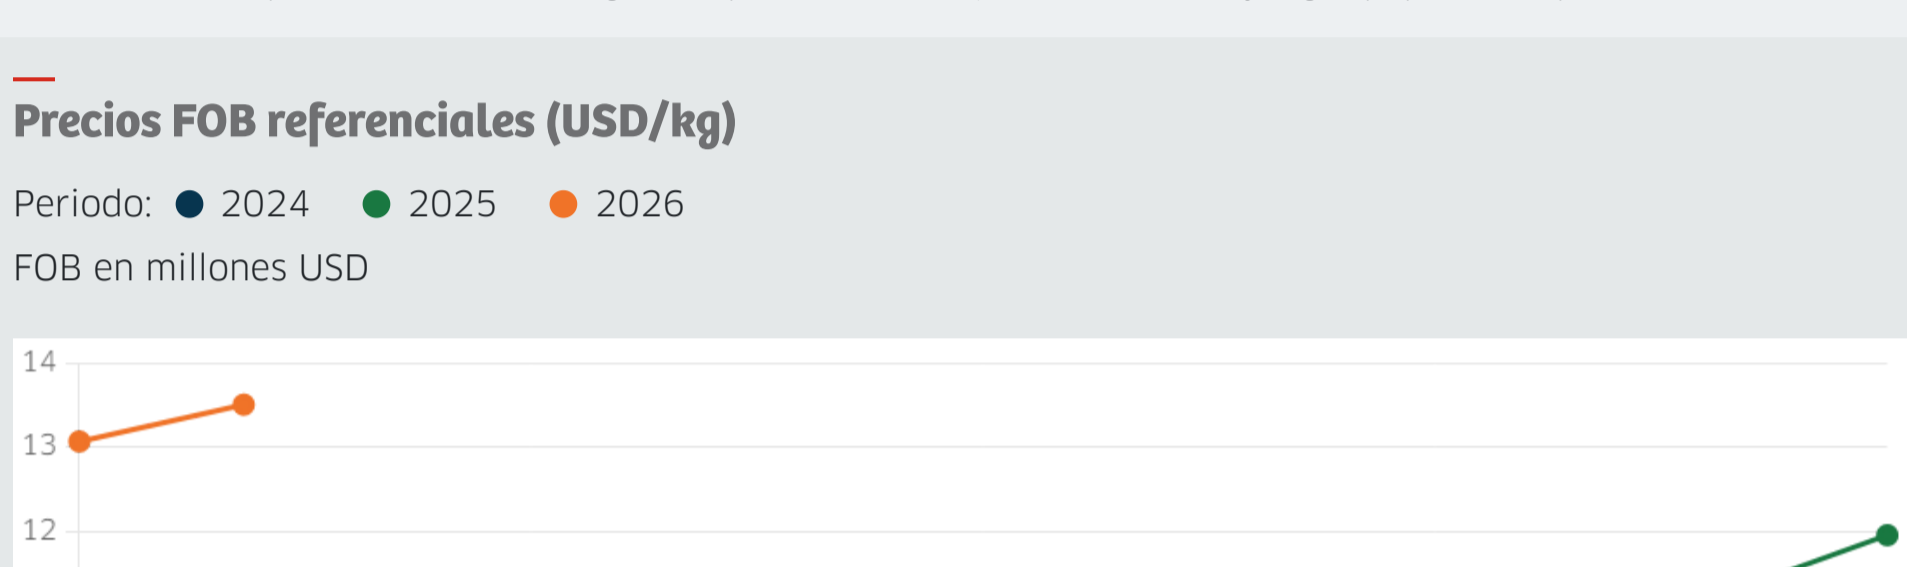 Precios FOB referenciales (USD/kg)
Periodo: 2024 2025 2026
FOB en millones USD
14
13
12